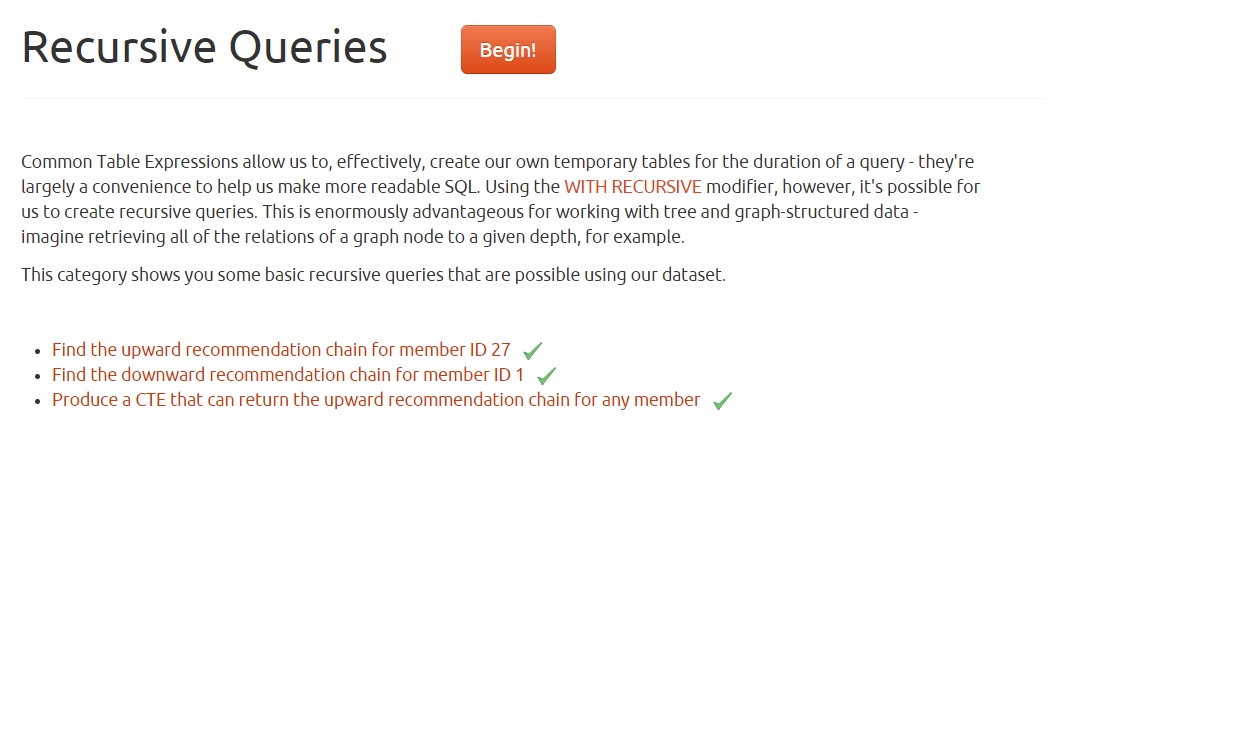 Recursive Queries
Begin!
Common Table Expressions allow us to, effectively, create our own temporary tables for the duration of a query - they're
largely a convenience to help us make more readable SQL. Using the WITH RECURSIVE modifier, however, it's possible for
us to create recursive queries. This is enormously advantageous for working with tree and graph-structured data -
imagine retrieving all of the relations of a graph node to a given depth, for example.
This category shows you some basic recursive queries that are possible using our dataset.
Find the upward recommendation chain for member ID 27
Find the downward recommendation chain for member ID 1
Produce a CTE that can return the upward recommendation chain for any member